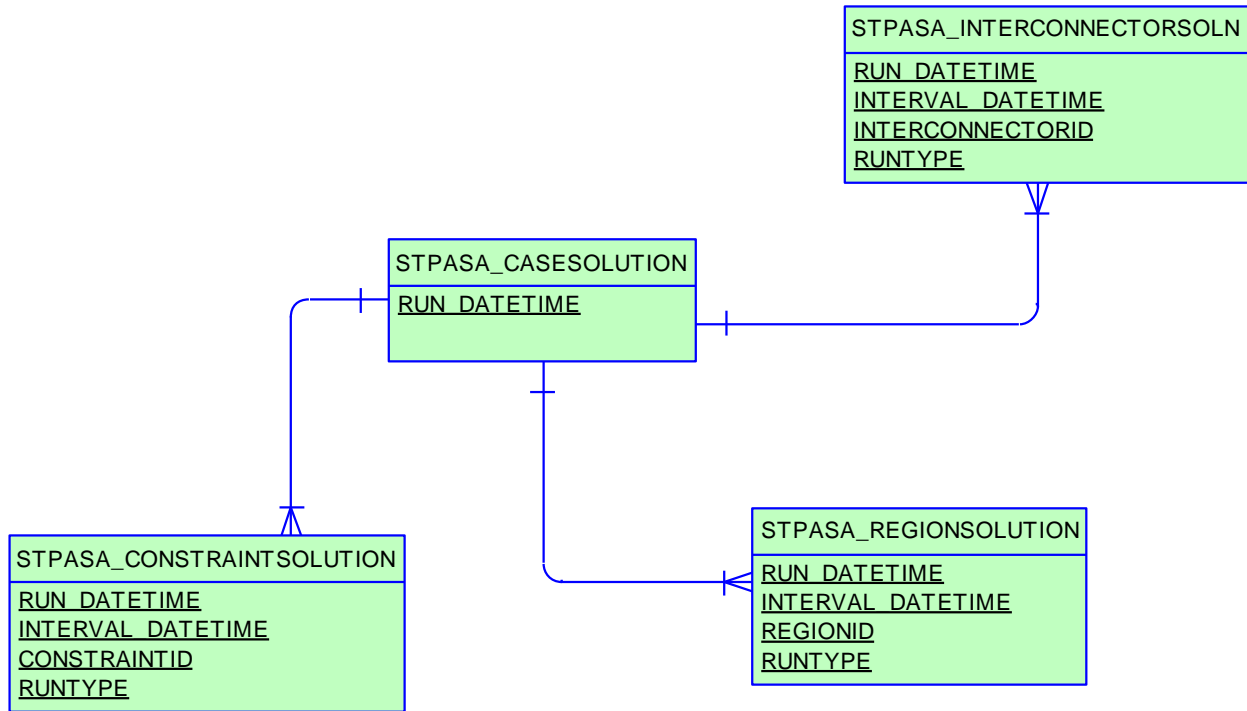 STPASA_INTERCONNECTORSOLN
RUN_DATETIME
INTERVAL_DATETIME
INTERCONNECTORID
RUNTYPE
STPASA_CASESOLUTION
RUN_DATETIME
STPASA_CONSTRAINTSOLUTION
RUN_DATETIME
INTERVAL_DATETIME
CONSTRAINTID
RUNTYPE
STPASA_REGIONSOLUTION
RUN_DATETIME
INTERVAL_DATETIME
REGIONID
RUNTYPE